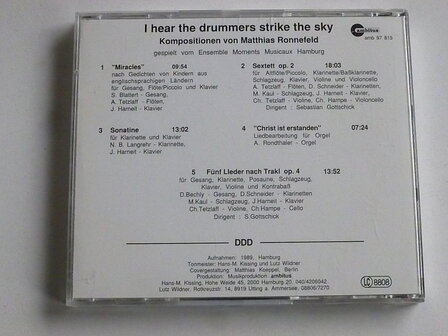 I hear the drummers strike the sky
Kompositionen von Matthias Ronnefeld
gespielt vom Ensemble Moments Musicaux Hamburg
ambitus
amb 97 815
1 "Miracles" 09:54
nach Gedichten von Kindern aus
englischsprachigen Ländern
für Gesang, Flöte/Piccolo und Klavier
S. Blatten - Gesang,
A. Tetzlaff - Flöten,
J. Harneit - Klavier
2 Sextett op. 2 18:03
für Altflöte/Piccolo, Klarinette/Baßklarinette,
Schlagzeug, Klavier, Violine und Violoncello
A. Tetzlaff - Flöten, D. Schneider - Klarinetten,
M. Kaul - Schlagzeug, J. Harneit - Klavier,
Ch. Tetzlaff - Violine, Ch. Hampe - Violoncello
Dirigent : Sebastian Gottschick
3 Sonatine 13:02
für Klarinette und Klavier
N. B. Langrehr - Klarinette,
J. Harneit - Klavier
4 "Christ ist erstanden" 07:24
Liedbearbeitung für Orgel
A. Rondthaler - Orgel
5 Fünf Lieder nach Trakl op. 4 13:52
für Gesang, Klarinette, Posaune, Schlagzeug,
Klavier, Violine und Kontrabaß
D. Bechly - Gesang, D.Schneider - Klarinetten
M.Kaul - Schlagzeug, J.Harneit - Klavier
Ch.Tetzlaff - Violine, Ch.Hampe - Cello
Dirigent : S.Gottschick
DDD
Aufnahmen: 1989, Hamburg
Tonmeister: Hans-M. Kissing und Lutz Wildner
Covergestaltung: Matthias Koeppel, Berlin
Produktion: Musikproduktion ambitus
Hans-M. Kissing, Hohe Weide 45, 2000 Hamburg 20, 040/4206042
Lutz Wildner, Rotkreuzstr. 14, 8919 Utting a. Ammersee, 08806/7270
LC 8808